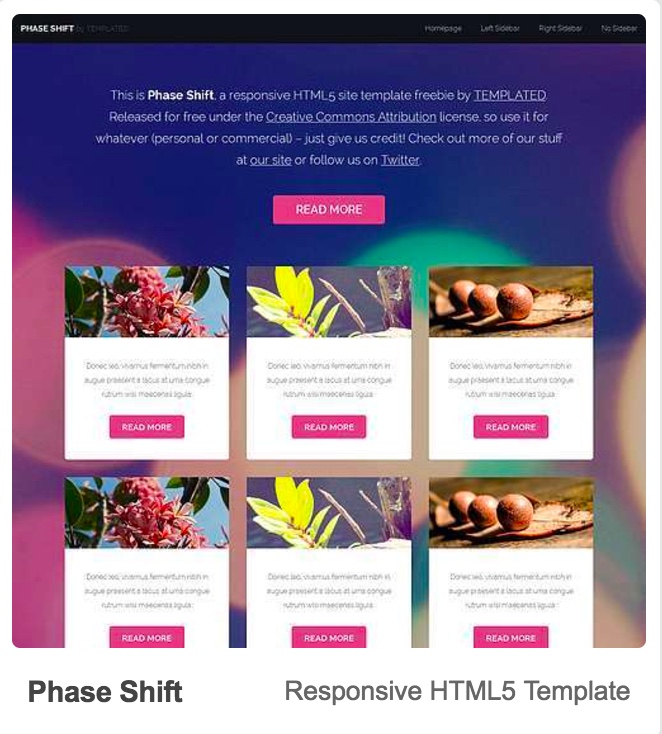 PHASE SHIFT by TEMPLATED
Homepage Left Sidebar Right Sidebar No Sidebar
This is Phase Shift, a responsive HTML5 site template freebie by TEMPLATED.
Released for free under the Creative Commons Attribution license, so use it for
whatever (personal or commercial) – just give us credit! Check out more of our stuff
at our site or follow us on Twitter.
READ MORE
Donec leo, vivamus fermentum nibh in
augue praesent a lacus at urna congue
rutrum wisi maecenas ligula.
READ MORE
Donec leo, vivamus fermentum nibh in
augue praesent a lacus at urna congue
rutrum wisi maecenas ligula.
READ MORE
Donec leo, vivamus fermentum nibh in
augue praesent a lacus at urna congue
rutrum wisi maecenas ligula.
READ MORE
Donec leo, vivamus fermentum nibh in
augue praesent a lacus at urna congue
rutrum wisi maecenas ligula.
READ MORE
Donec leo, vivamus fermentum nibh in
augue praesent a lacus at urna congue
rutrum wisi maecenas ligula.
READ MORE
Donec leo, vivamus fermentum nibh in
augue praesent a lacus at urna congue
rutrum wisi maecenas ligula.
READ MORE
Phase Shift
Responsive HTML5 Template